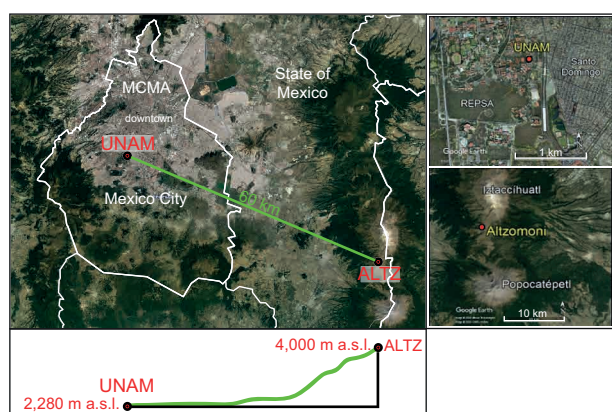 MCMA
downtown
UNAM
Mexico City
State of
Mexico
60 km
ALTZ
UNAM
Santo
Domingo
REPSA
Google Earth
1 km
Iztaccíhuatl
Altzomoni
Popocatépetl
Google Earth
10 km
4,000 m a.s.l.
ALTZ
UNAM
2,280 m a.s.l.